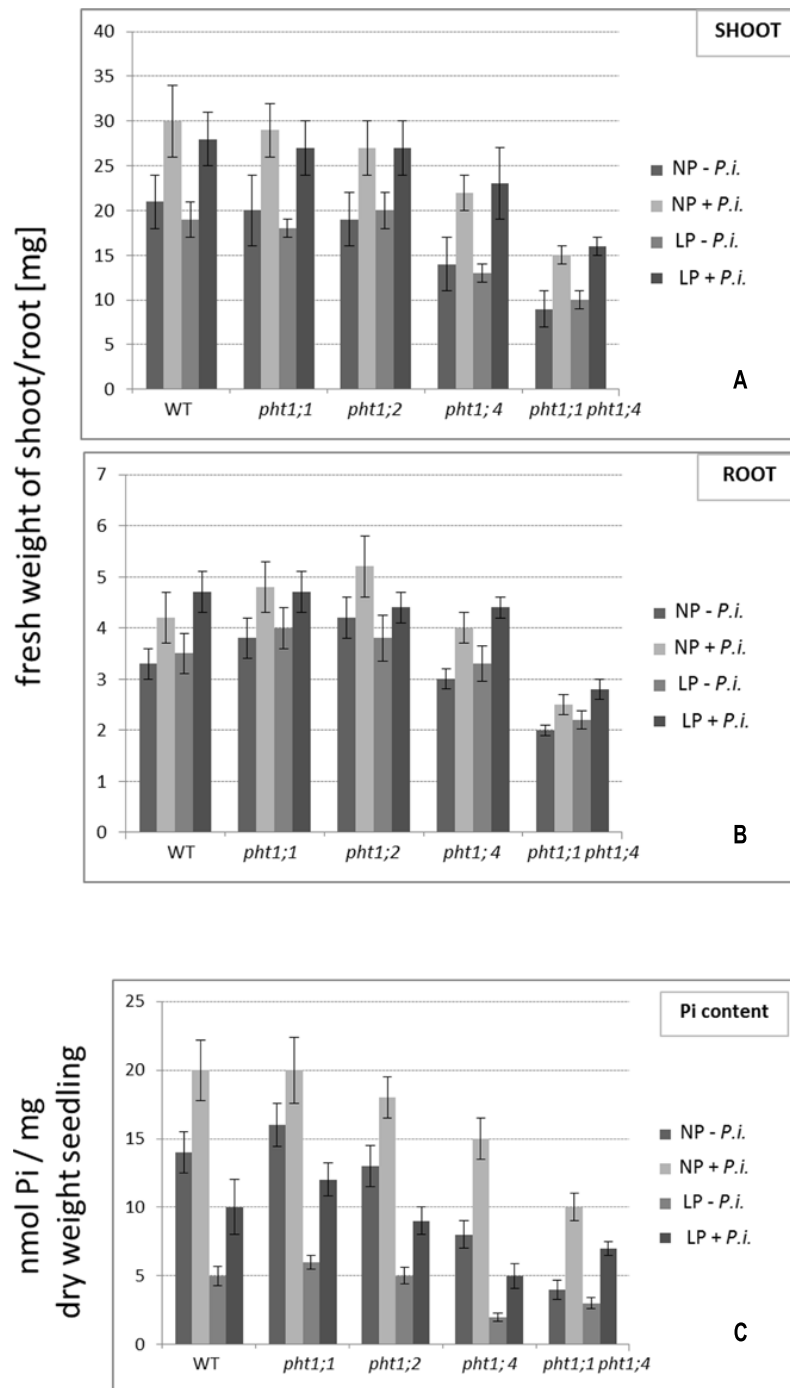 fresh weight of shoot/root [mg]
SHOOT
40
35
30
25
20
15
10
5
0
WT
pht1;1
pht1;2
pht1; 4
pht1;1 pht1;4
NP - P.i.
NP + P.i.
LP - P.i.
LP + P.i.
A
ROOT
7
6
5
4
3
2
1
0
WT
pht1;1
pht1;2
pht1; 4
pht1;1 pht1;4
NP - P.i.
NP + P.i.
LP - P.i.
LP + P.i.
B
nmol Pi / mg
dry weight seedling
Pi content
25
20
15
10
5
0
WT
pht1;1
pht1;2
pht1; 4
pht1;1 pht1;4
NP - P.i.
NP + P.i.
LP - P.i.
LP + P.i.
C